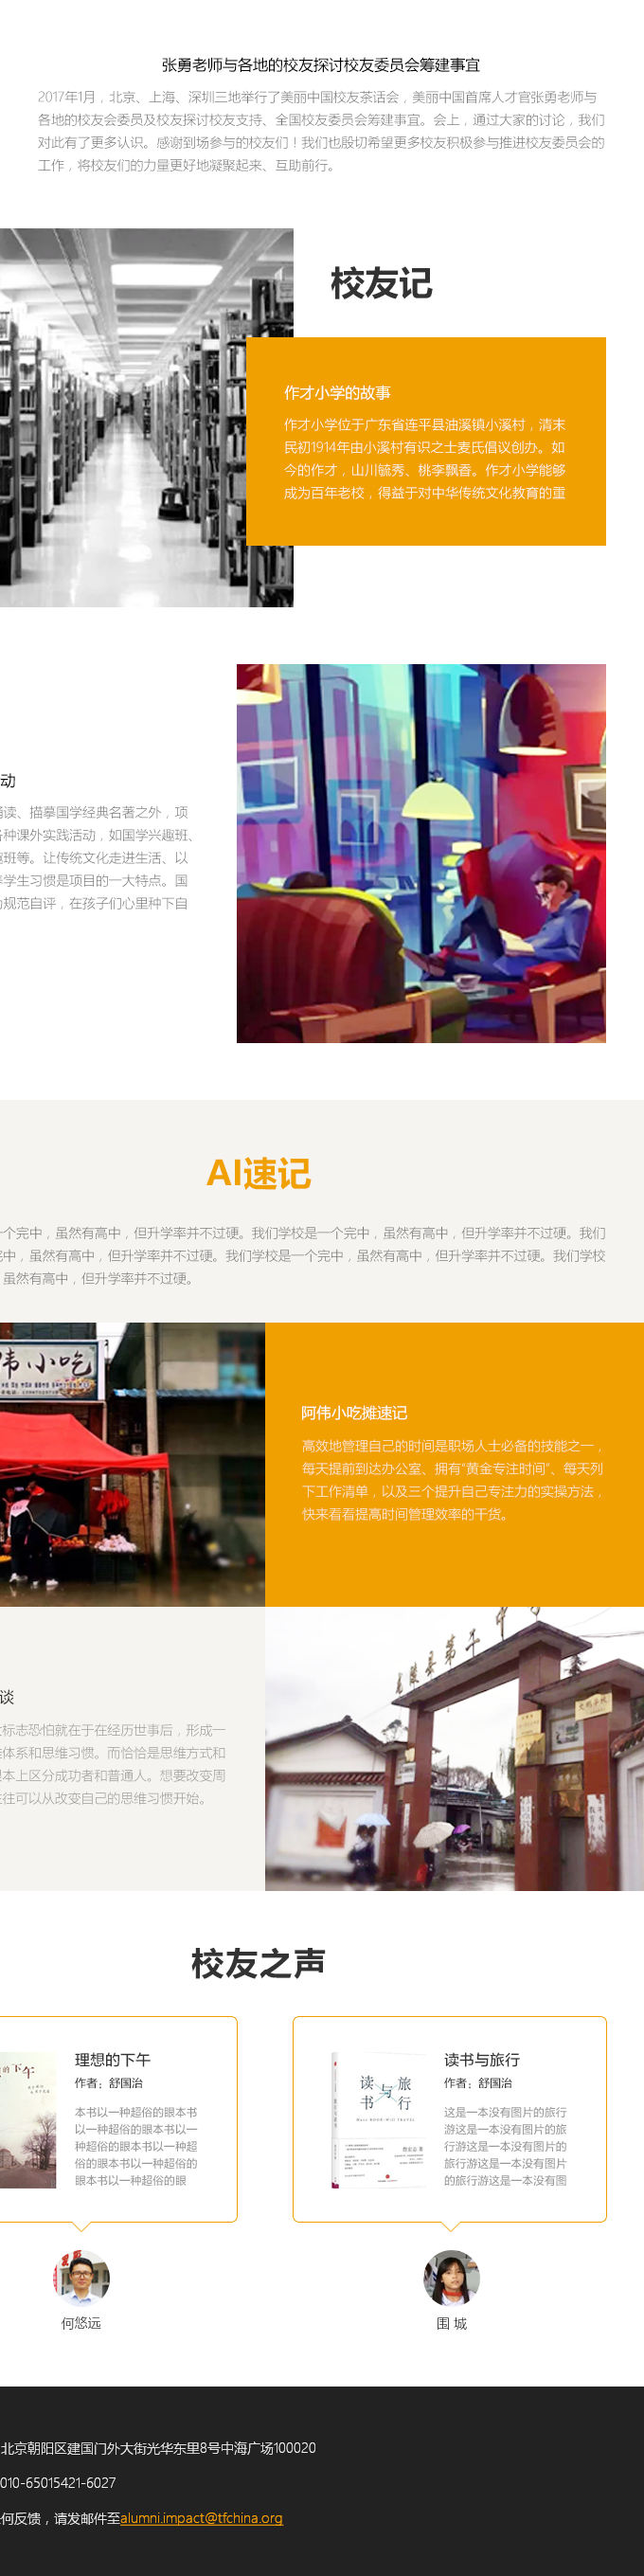 张勇老师与各地的校友探讨校友委员会筹建事宜
2017年1月，北京、上海、深圳三地举行了美丽中国校友茶话会，美丽中国首席人才官张勇老师与
各地的校友会委员及校友探讨校友支持、全国校友委员会筹建事宜。会上，通过大家的讨论，我们
对此有了更多认识。感谢到场参与的校友们！我们也殷切希望更多校友积极参与推进校友委员会的
工作，将校友们的力量更好地凝聚起来、互助前行。
校友记
作才小学的故事
作才小学位于广东省连平县油溪镇小溪村，清末
民初1914年由小溪村有识之士麦氏倡议创办。如
今的作才，山川毓秀、桃李飘香。作才小学能够
成为百年老校，得益于对中华传统文化教育的重
动
诵读、描摹国学经典名著之外，项
各种课外实践活动，如国学兴趣班、
趣班等。让传统文化走进生活、以
养学生习惯是项目的一大特点。国
为规范自评，在孩子们心里种下自
AI速记
一个完中，虽然有高中，但升学率并不过硬。我们学校是一个完中，虽然有高中，但升学率并不过硬。我们
完中，虽然有高中，但升学率并不过硬。我们学校是一个完中，虽然有高中，但升学率并不过硬。我们学校
，虽然有高中，但升学率并不过硬。
伟小吃
阿伟小吃摊速记
高效地管理自己的时间是职场人士必备的技能之一，
每天提前到达办公室、拥有“黄金专注时间”、每天列
下工作清单，以及三个提升自己专注力的实操方法，
快来看看提高时间管理效率的干货。
谈
大标志恐怕就在于在经历世事后，形成一
维体系和思维习惯。而恰恰是思维方式和
根本上区分成功者和普通人。想要改变周
往往可以从改变自己的思维习惯开始。
校友之声
的下午
理想的下午
作者：舒国治
本书以一种超俗的眼本书
以一种超俗的眼本书以一
种超俗的眼本书以一种超
俗的眼本书以一种超俗的
眼本书以一种超俗的眼
读书与旅行
读书与旅行
作者：舒国治
这是一本没有图片的旅行
游这是一本没有图片的旅
行游这是一本没有图片的
旅行游这是一本没有图片
的旅行游这是一本没有图
何悠远
围 城
北京朝阳区建国门外大街光华东里8号中海广场100020
010-65015421-6027
何反馈，请发邮件至alumni.impact@tfchina.org